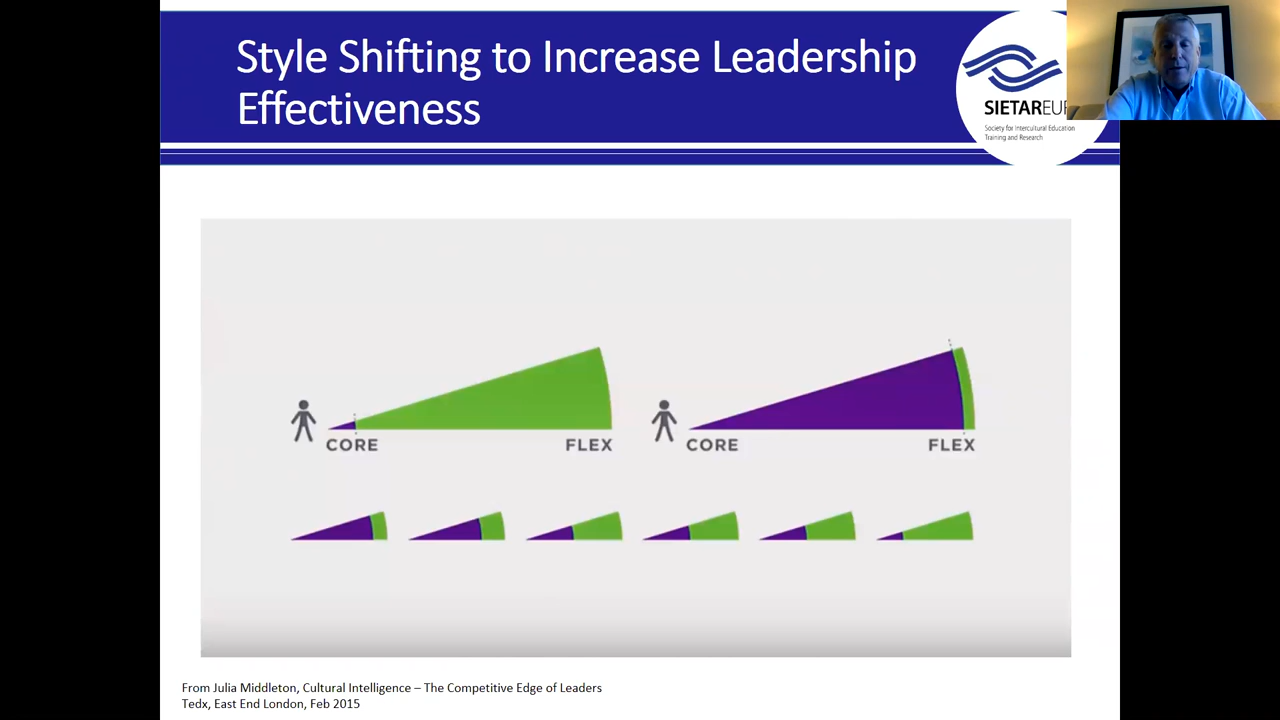 Style Shifting to Increase Leadership
Effectiveness
SIETAR
Society for Intercultural Education
Training and Research
CORE FLEX CORE FLEX
From Julia Middleton, Cultural Intelligence – The Competitive Edge of Leaders
Tedx, East End London, Feb 2015